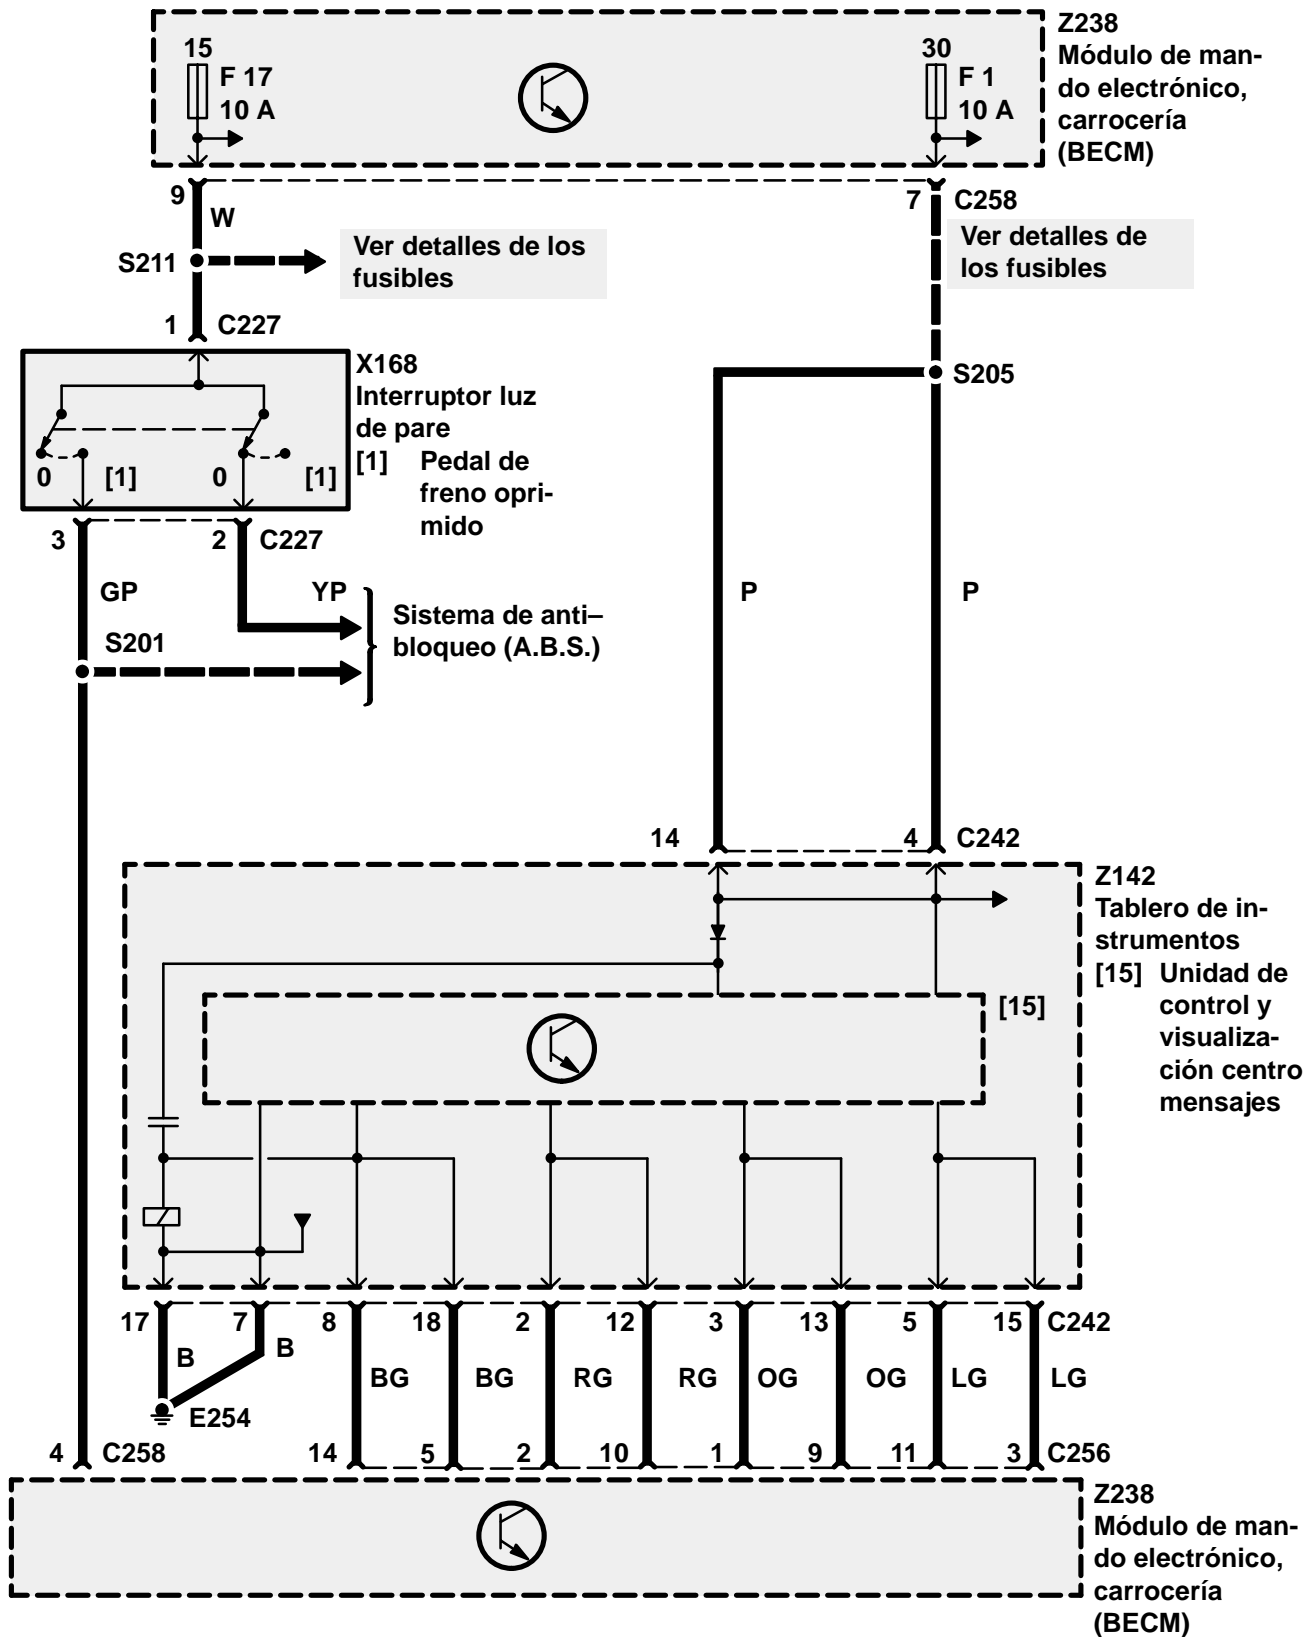 Z238
Módulo de man-
do electrónico,
carrocería
(BECM)
15
F 17
10 A
30
F 1
10 A
9
W
7
C258
S211
Ver detalles de los
fusibles
Ver detalles de
los fusibles
1
C227
X168
Interruptor luz
de pare
[1] Pedal de
freno opri-
mido
S205
0
[1]
0
[1]
3
2
C227
GP
YP
P
P
S201
Sistema de anti–
bloqueo (A.B.S.)
14
4
C242
Z142
Tablero de in-
strumentos
[15] Unidad de
control y
visualiza-
ción centro
mensajes
[15]
17
7
8
18
2
12
3
13
5
15
C242
B
B
BG
BG
RG
RG
OG
OG
LG
LG
E254
4
C258
14
5
2
10
1
9
11
3
C256
Z238
Módulo de man-
do electrónico,
carrocería
(BECM)